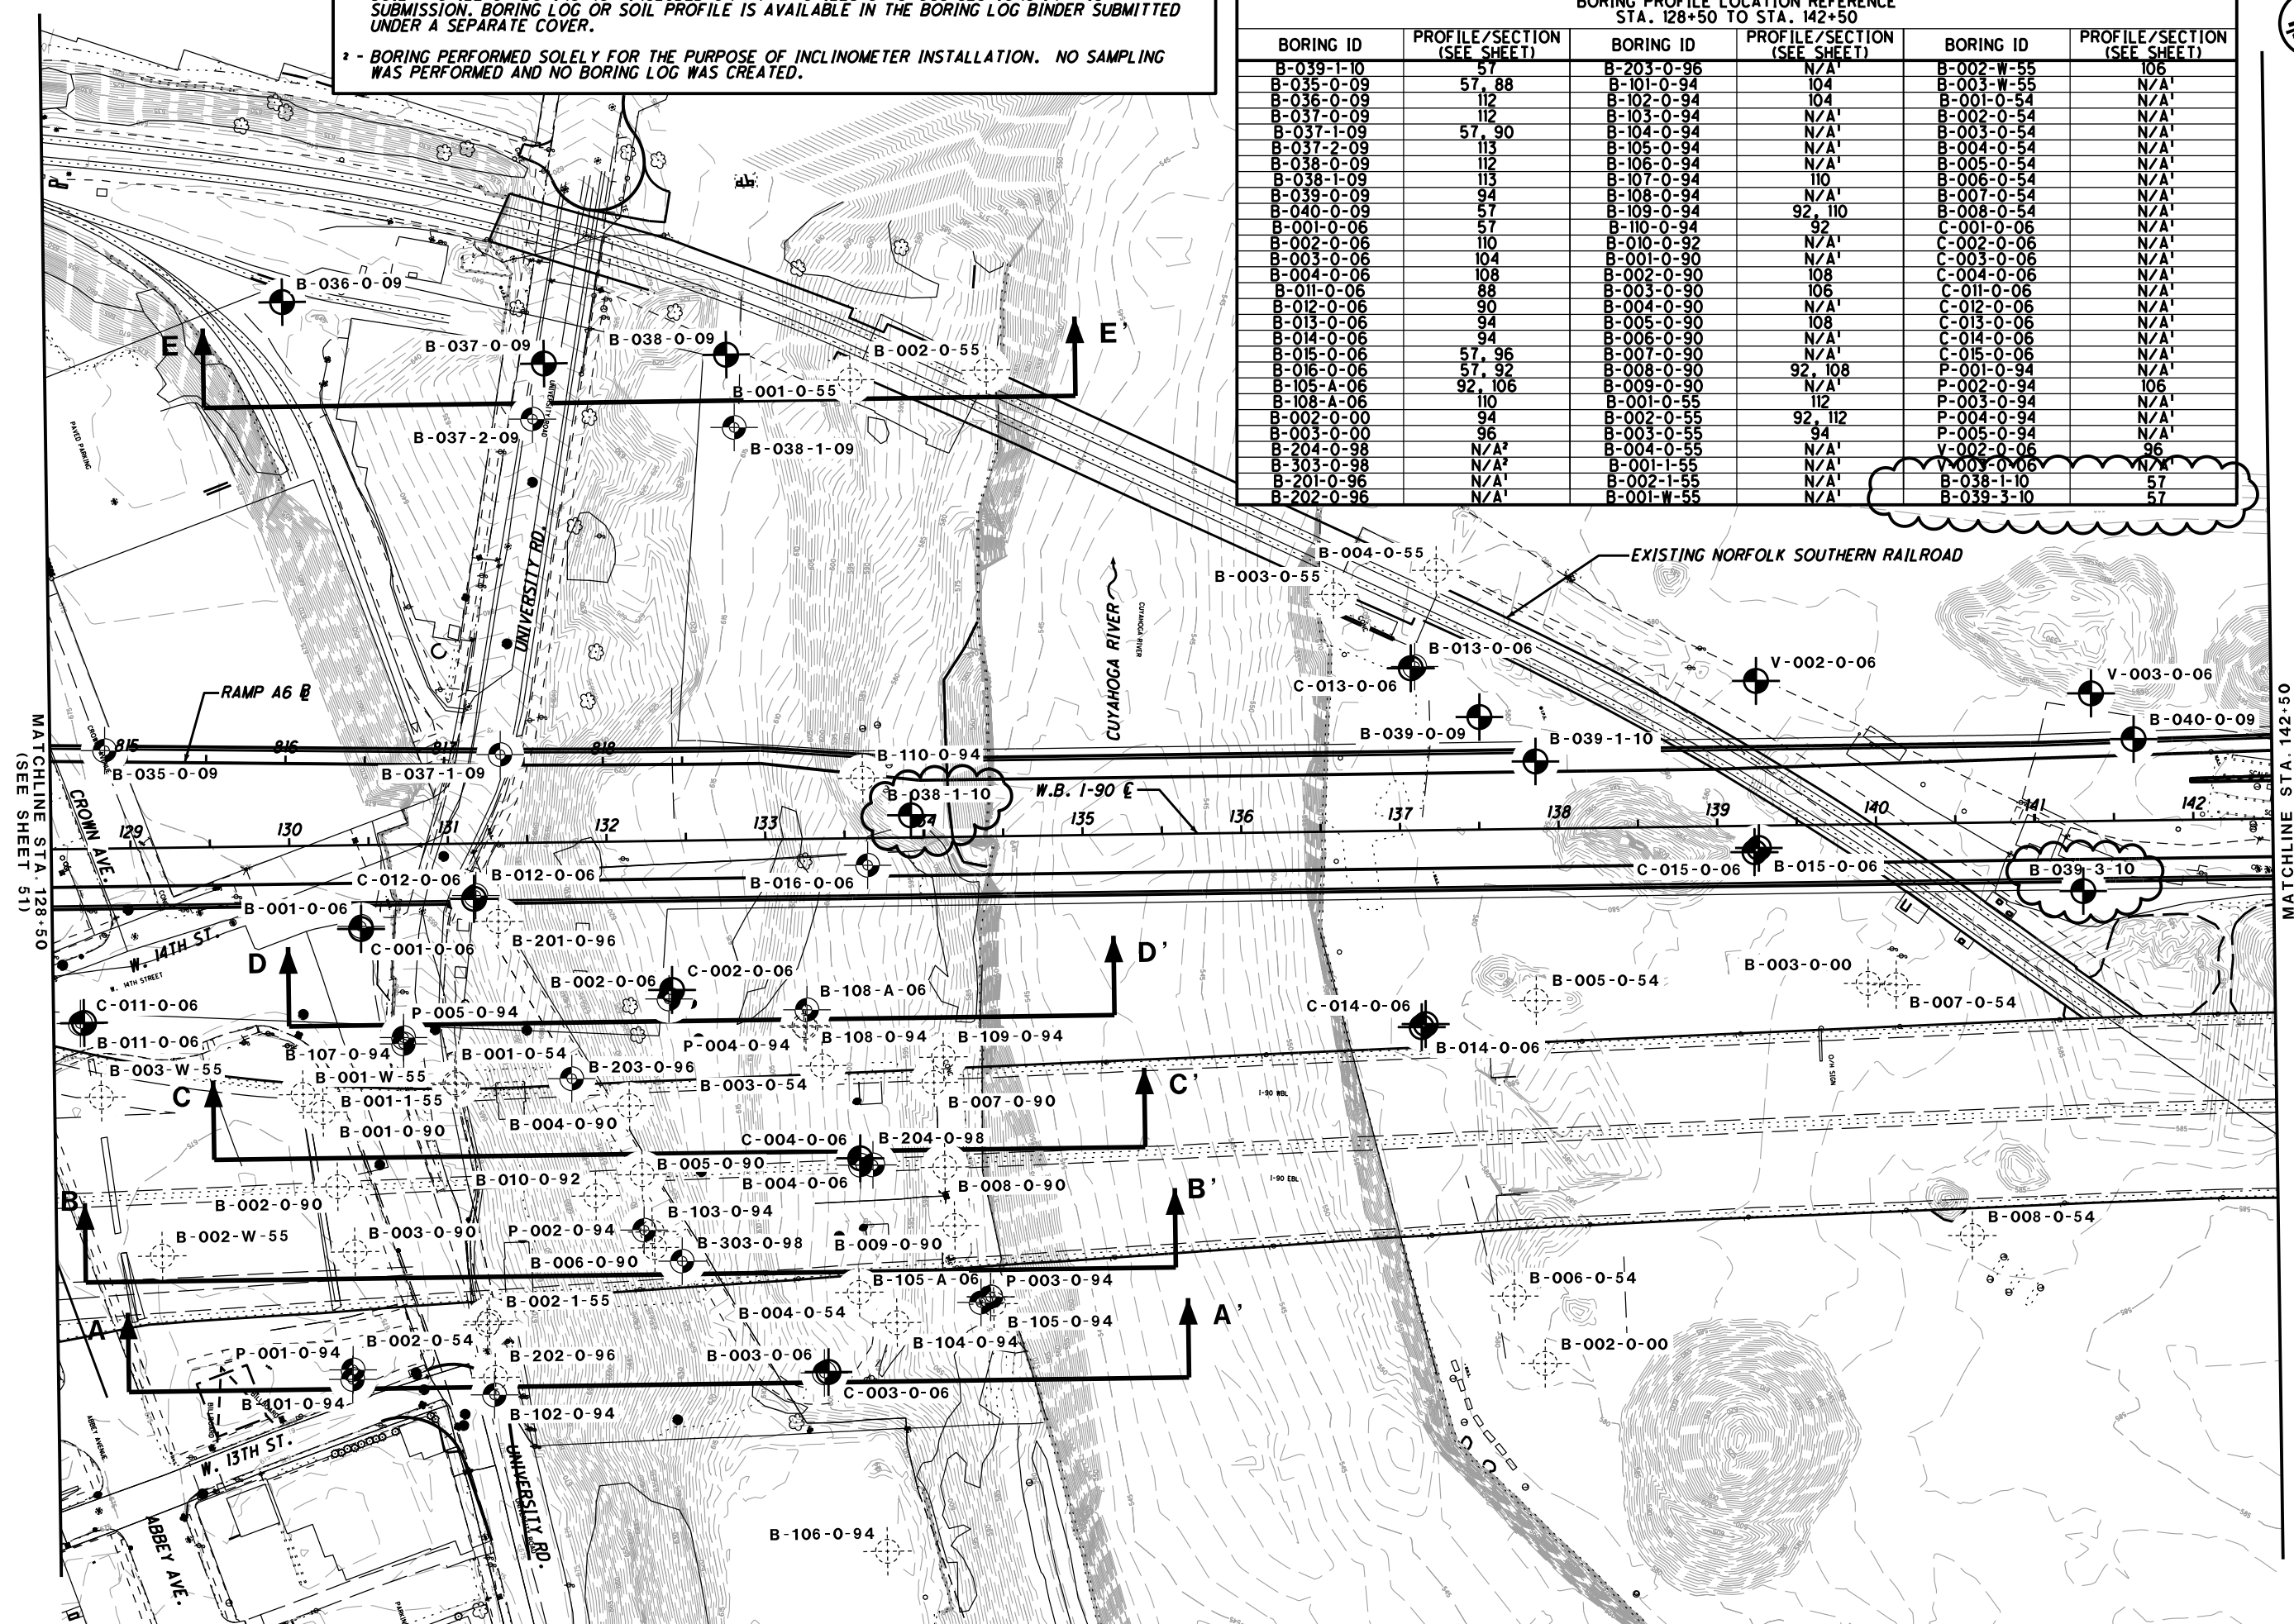 SUBMISSION. BORING LOG OR SOIL PROFILE IS AVAILABLE IN THE BORING LOG BINDER SUBMITTED
UNDER A SEPARATE COVER.
² - BORING PERFORMED SOLELY FOR THE PURPOSE OF INCLINOMETER INSTALLATION. NO SAMPLING
WAS PERFORMED AND NO BORING LOG WAS CREATED.
BORING PROFILE LOCATION REFERENCE
STA. 128+50 TO STA. 142+50
BORING ID PROFILE/SECTION (SEE SHEET) BORING ID PROFILE/SECTION (SEE SHEET) BORING ID PROFILE/SECTION (SEE SHEET)
B-039-1-10 57 B-203-0-96 N/A¹ B-002-W-55 106
B-035-0-09 57, 88 B-101-0-94 104 B-003-W-55 N/A¹
B-036-0-09 112 B-102-0-94 104 B-001-0-54 N/A¹
B-037-0-09 112 B-103-0-94 N/A¹ B-002-0-54 N/A¹
B-037-1-09 57, 90 B-104-0-94 N/A¹ B-003-0-54 N/A¹
B-037-2-09 113 B-105-0-94 N/A¹ B-004-0-54 N/A¹
B-038-0-09 112 B-106-0-94 N/A¹ B-005-0-54 N/A¹
B-038-1-09 113 B-107-0-94 110 B-006-0-54 N/A¹
B-039-0-09 94 B-108-0-94 N/A¹ B-007-0-54 N/A¹
B-040-0-09 57 B-109-0-94 92, 110 B-008-0-54 N/A¹
B-001-0-06 57 B-110-0-94 92 C-001-0-06 N/A¹
B-002-0-06 110 B-010-0-92 N/A¹ C-002-0-06 N/A¹
B-003-0-06 104 B-001-0-90 N/A¹ C-003-0-06 N/A¹
B-004-0-06 108 B-002-0-90 108 C-004-0-06 N/A¹
B-011-0-06 88 B-003-0-90 106 C-011-0-06 N/A¹
B-012-0-06 90 B-004-0-90 N/A¹ C-012-0-06 N/A¹
B-013-0-06 94 B-005-0-90 108 C-013-0-06 N/A¹
B-014-0-06 94 B-006-0-90 N/A¹ C-014-0-06 N/A¹
B-015-0-06 57, 96 B-007-0-90 N/A¹ C-015-0-06 N/A¹
B-016-0-06 57, 92 B-008-0-90 92, 108 P-001-0-94 N/A¹
B-105-A-06 92, 106 B-009-0-90 N/A¹ P-002-0-94 106
B-108-A-06 110 B-001-0-55 112 P-003-0-94 N/A¹
B-002-0-00 94 B-002-0-55 92, 112 P-004-0-94 N/A¹
B-003-0-00 96 B-003-0-55 94 P-005-0-94 N/A¹
B-204-0-98 N/A² B-004-0-55 N/A¹ V-002-0-06 96
B-303-0-98 N/A² B-001-1-55 N/A¹ V-003-0-06 N/A¹
B-201-0-96 N/A¹ B-002-1-55 N/A¹ B-038-1-10 57
B-202-0-96 N/A¹ B-001-W-55 N/A¹ B-039-3-10 57
B-036-0-09
E
B-037-0-09
B-038-0-09
B-002-0-55
E'
B-001-0-55
B-037-2-09
B-038-1-09
PAVED PARKING
UNIVERSITY ROAD
UNIVERSITY RD.
CUYAHOGA RIVER
CUYAHOGA RIVER
B-004-0-55
B-003-0-55
EXISTING NORFOLK SOUTHERN RAILROAD
B-013-0-06
C-013-0-06
V-002-0-06
V-003-0-06
RAMP A6 ℄
815 816 817 818
B-035-0-09
B-037-1-09
B-110-0-94
B-038-1-10
B-039-0-09
B-039-1-10
B-040-0-09
W.B. I-90 ℄
129 130 131 132 133 134 135 136 137 138 139 140 141 142
MATCHLINE STA. 128+50
(SEE SHEET 51)
MATCHLINE STA. 142+50
CROWN AVE.
C-012-0-06
B-012-0-06
B-016-0-06
C-015-0-06
B-015-0-06
B-039-3-10
B-001-0-06
C-001-0-06
B-201-0-96
W. 14TH ST.
W. 14TH STREET
D
D'
B-002-0-06
C-002-0-06
B-108-A-06
B-005-0-54
B-003-0-00
B-007-0-54
C-011-0-06
B-011-0-06
P-005-0-94
B-107-0-94
B-001-0-54
P-004-0-94
B-108-0-94
B-109-0-94
C-014-0-06
B-014-0-06
O/H SIGN
B-003-W-55
B-001-W-55
B-203-0-96
B-003-0-54
B-007-0-90
C
C'
I-90 WBL
B-001-1-55
B-001-0-90
B-004-0-90
C-004-0-06
B-204-0-98
B-005-0-90
B-010-0-92
B-004-0-06
B-008-0-90
I-90 EBL
B
B'
B-002-0-90
B-002-W-55
B-003-0-90
P-002-0-94
B-103-0-94
B-303-0-98
B-009-0-90
B-008-0-54
B-006-0-90
B-105-A-06
P-003-0-94
B-006-0-54
B-002-1-55
B-004-0-54
B-105-0-94
A
A'
B-002-0-54
P-001-0-94
B-202-0-96
B-003-0-06
B-104-0-94
B-002-0-00
C-003-0-06
B-101-0-94
B-102-0-94
ABBEY AVENUE
W. 13TH ST.
UNIVERSITY RD.
B-106-0-94
ABBEY AVE.